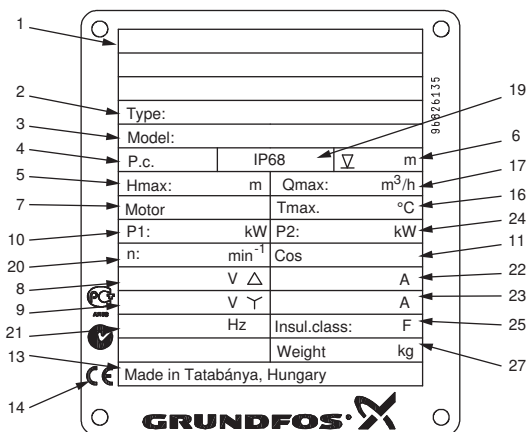 1
2 Type:
3 Model:
4 P.c. IP68 m 19
5 Hmax: m Qmax: m³/h 6
7 Motor Tmax. °C 17
10 P1: kW P2: kW 16
20 n: min⁻¹ Cos 24
8 V △ A 11
9 V Y A 22
21 Hz Insul.class: F 23
Weight kg 25
13 Made in Tatabánya, Hungary 27
14 CE
GRUNDFOS
96826135